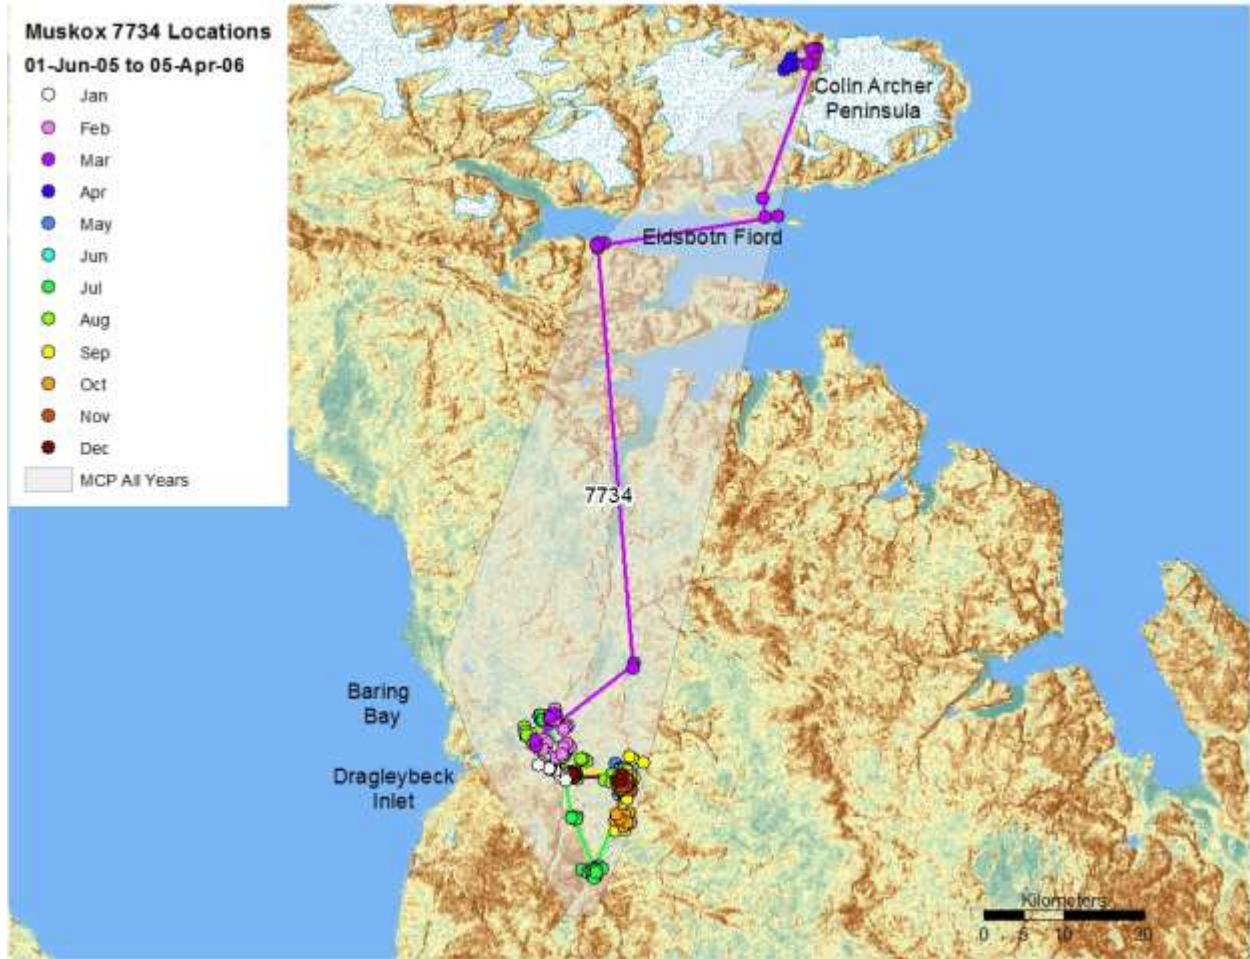 Muskox 7734 Locations
01-Jun-05 to 05-Apr-06
Jan
Feb
Mar
Apr
May
Jun
Jul
Aug
Sep
Oct
Nov
Dec
MCP All Years
Colin Archer
Peninsula
Eidsbotn Fiord
7734
Baring
Bay
Dragleybeck
Inlet
Kilometers
0 5 10 20